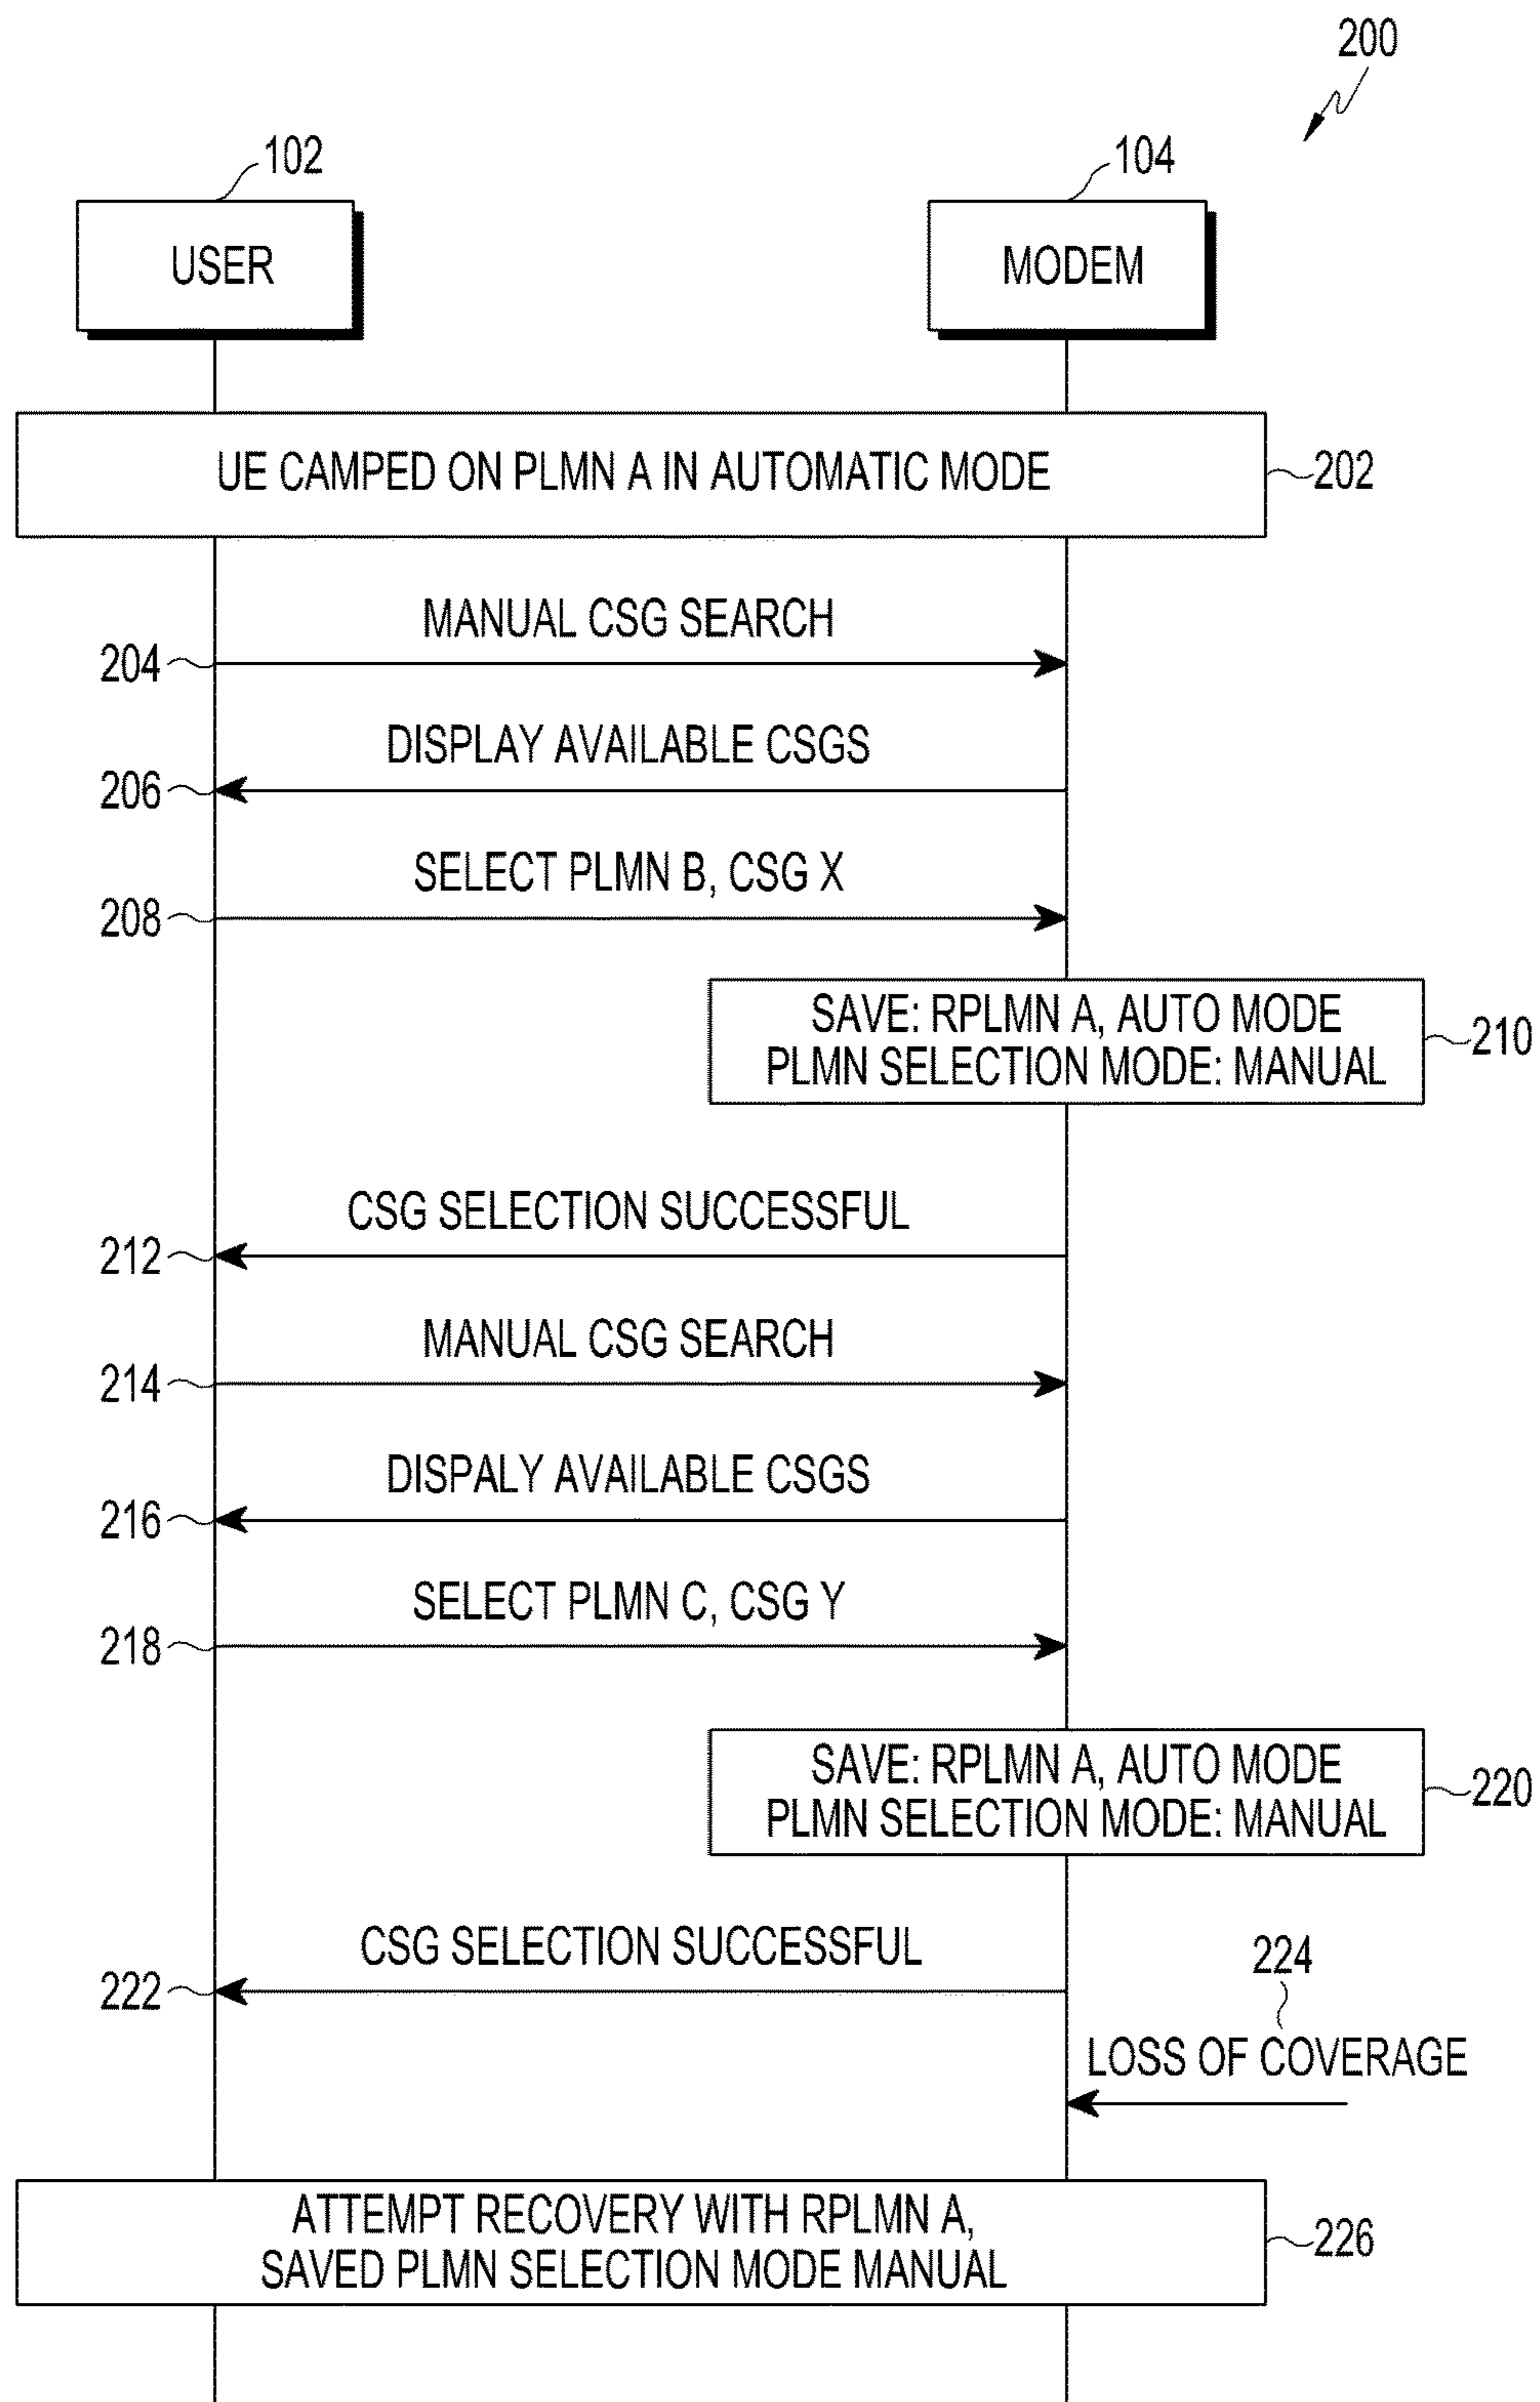 200
102
104
USER
MODEM
UE CAMPED ON PLMN A IN AUTOMATIC MODE
202
MANUAL CSG SEARCH
204
DISPLAY AVAILABLE CSGS
206
SELECT PLMN B, CSG X
208
SAVE: RPLMN A, AUTO MODE
PLMN SELECTION MODE: MANUAL
210
CSG SELECTION SUCCESSFUL
212
MANUAL CSG SEARCH
214
DISPALY AVAILABLE CSGS
216
SELECT PLMN C, CSG Y
218
SAVE: RPLMN A, AUTO MODE
PLMN SELECTION MODE: MANUAL
220
CSG SELECTION SUCCESSFUL
222
224
LOSS OF COVERAGE
ATTEMPT RECOVERY WITH RPLMN A,
SAVED PLMN SELECTION MODE MANUAL
226